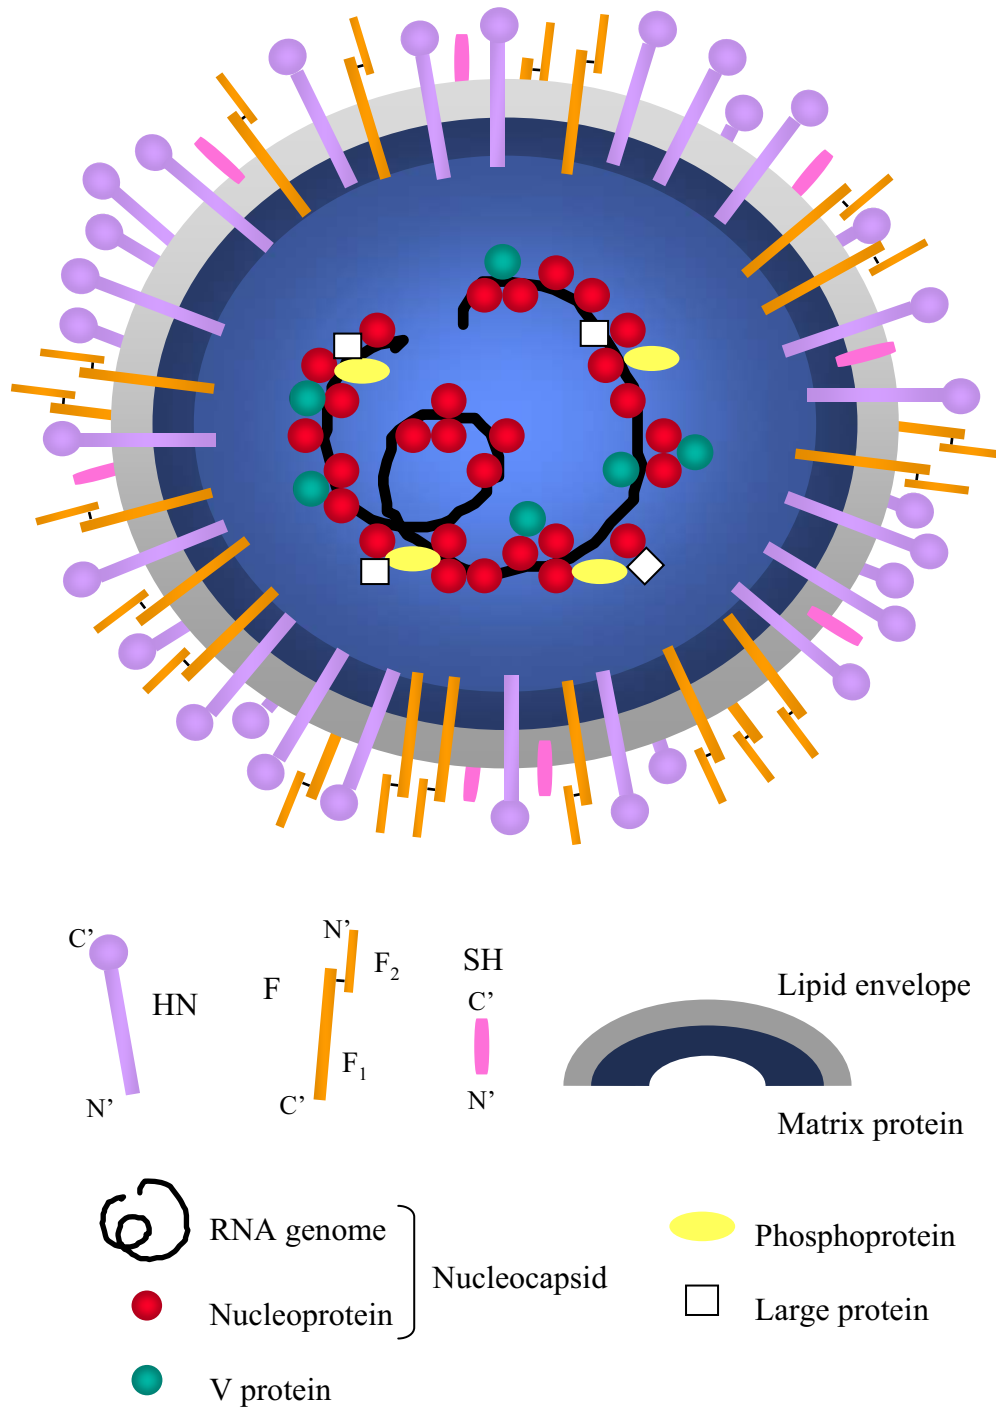 C’
HN
N’
N’
F
F₂
F₁
C’
SH
C’
N’
Lipid envelope
Matrix protein
RNA genome
Nucleoprotein
Nucleocapsid
V protein
Phosphoprotein
Large protein